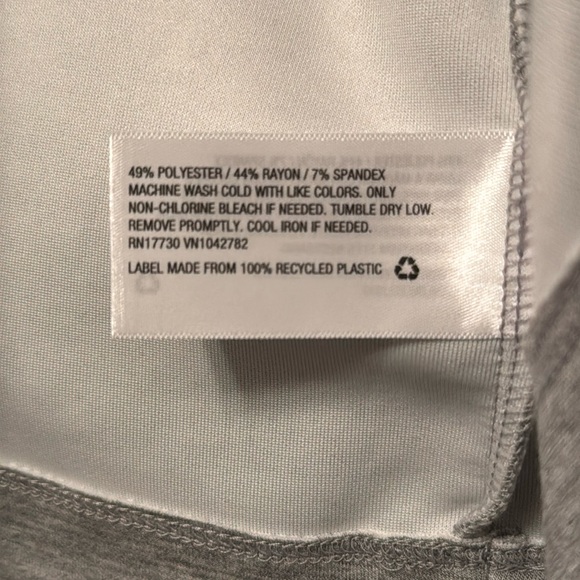 49% POLYESTER / 44% RAYON / 7% SPANDEX
MACHINE WASH COLD WITH LIKE COLORS. ONLY
NON-CHLORINE BLEACH IF NEEDED. TUMBLE DRY LOW.
REMOVE PROMPTLY. COOL IRON IF NEEDED.
RN17730 VN1042782
LABEL MADE FROM 100% RECYCLED PLASTIC